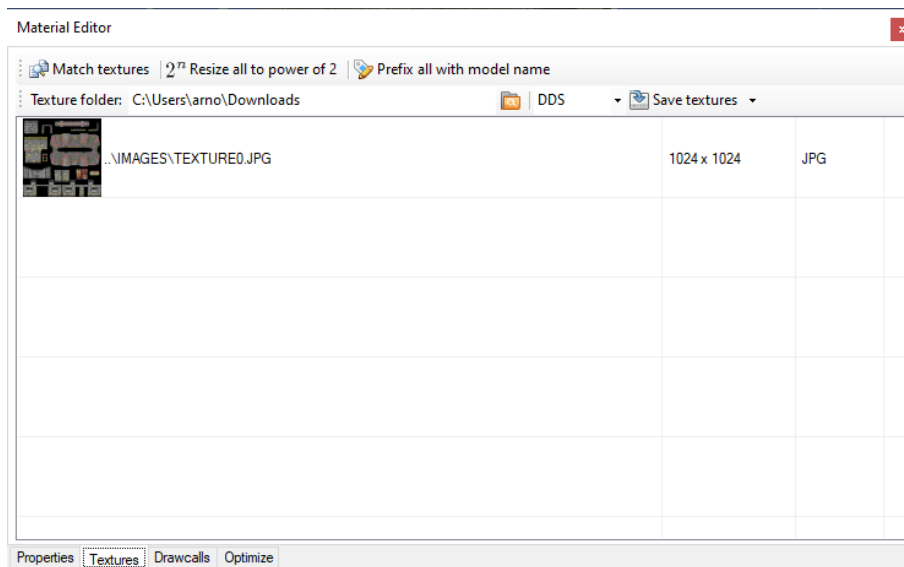 Material Editor
Match textures 2ⁿ Resize all to power of 2 Prefix all with model name
Texture folder: C:\Users\arno\Downloads DDS Save textures
..\IMAGES\TEXTURE0.JPG 1024 x 1024 JPG
Properties Textures Drawcalls Optimize